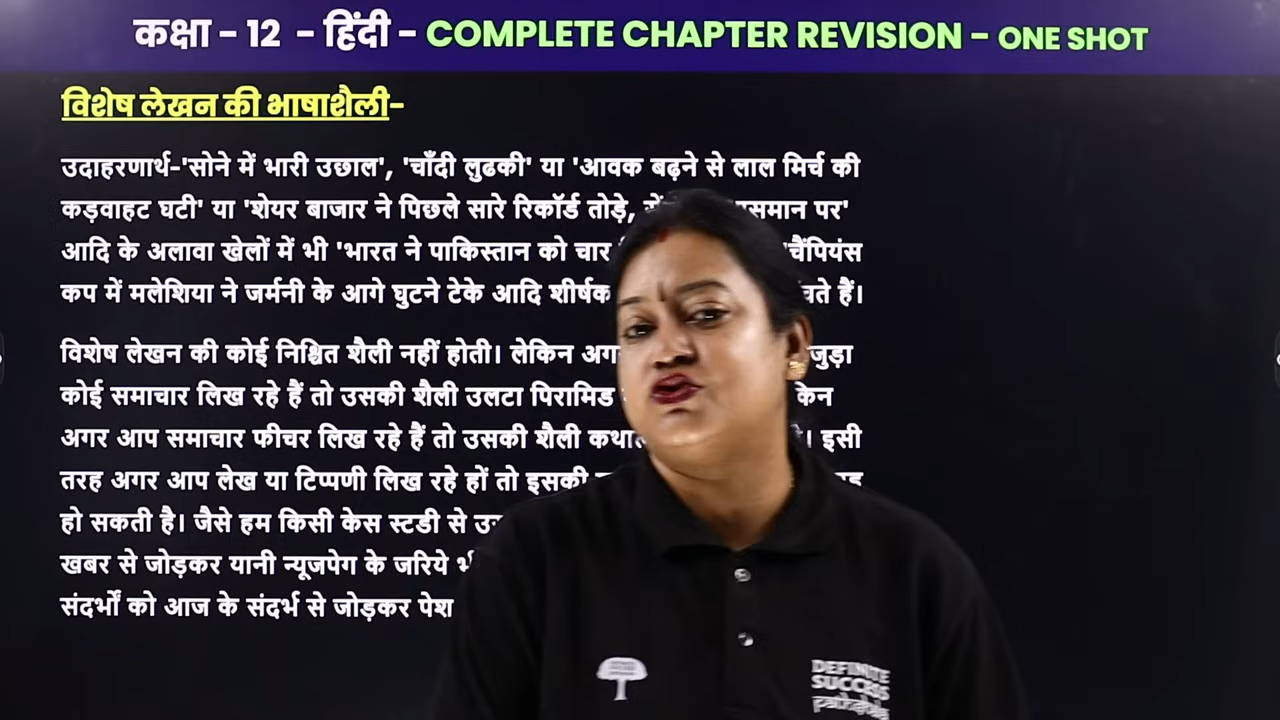 कक्षा - 12 - हिंदी - COMPLETE CHAPTER REVISION - ONE SHOT
विशेष लेखन की भाषाशैली-
उदाहरणार्थ-'सोने में भारी उछाल', 'चाँदी लुढकी' या 'आवक बढ़ने से लाल मिर्च की
कड़वाहट घटी' या 'शेयर बाजार ने पिछले सारे रिकॉर्ड तोड़े, पर'
आदि के अलावा खेलों में भी 'भारत ने पाकिस्तान को चार 'चैंपियंस
कप में मलेशिया ने जर्मनी के आगे घुटने टेके आदि हैं।
विशेष लेखन की कोई निश्चित शैली नहीं होती। लेकिन जुड़ा
कोई समाचार लिख रहे हैं तो उसकी शैली उलटा पिरामिड
अगर आप समाचार फीचर लिख रहे हैं तो उसकी शैली इसी
तरह अगर आप लेख या टिप्पणी लिख रहे हों तो इसकी
हो सकती है। जैसे हम किसी केस स्टडी से
खबर से जोड़कर यानी न्यूजपेग के जरिये
संदर्भों को आज के संदर्भ से जोड़कर पेश
DEFINITE
SUCCESS